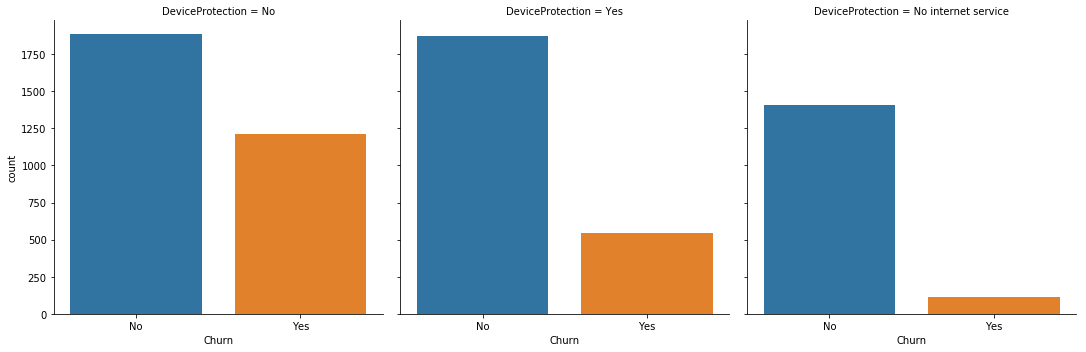 DeviceProtection = No
DeviceProtection = Yes
DeviceProtection = No internet service
count
1750
1500
1250
1000
750
500
250
0
No
Yes
No
Yes
No
Yes
Churn
Churn
Churn